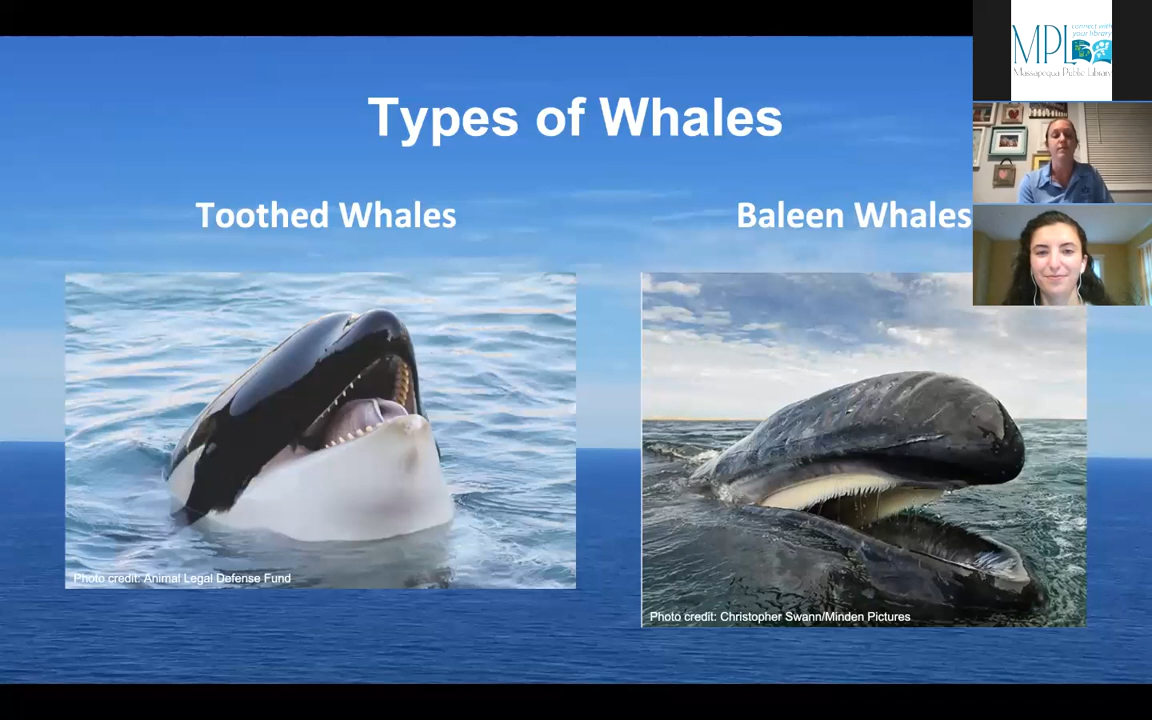 Types of Whales
Toothed Whales
Baleen Whales
Photo credit: Animal Legal Defense Fund
Photo credit: Christopher Swann/Minden Pictures
MPL
connect with
your library
Massapequa Public Library